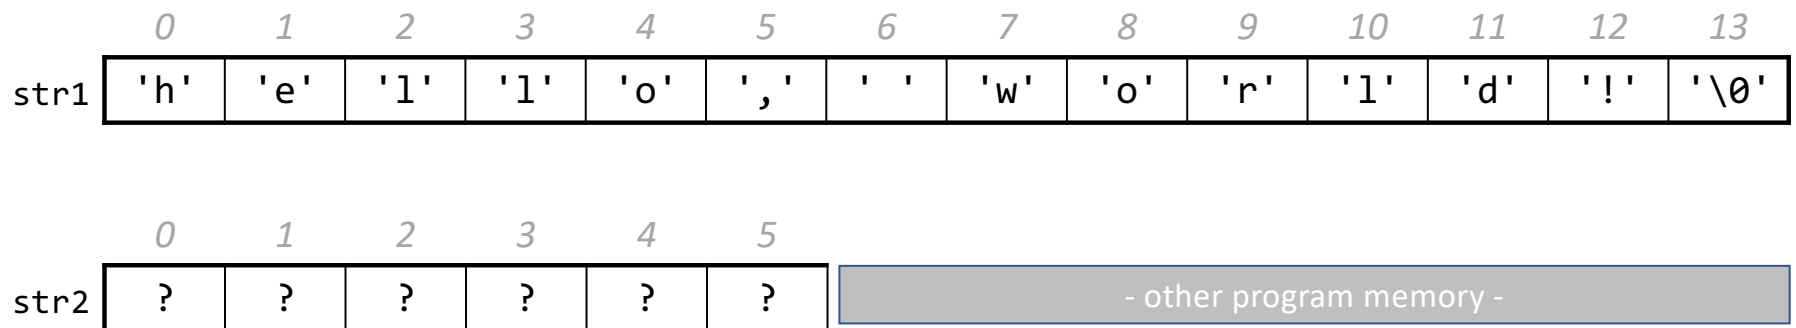 0 1 2 3 4 5 6 7 8 9 10 11 12 13
str1 'h' 'e' 'l' 'l' 'o' ',' ' ' 'w' 'o' 'r' 'l' 'd' '!' '\0'
0 1 2 3 4 5
str2 ? ? ? ? ? ? - other program memory -